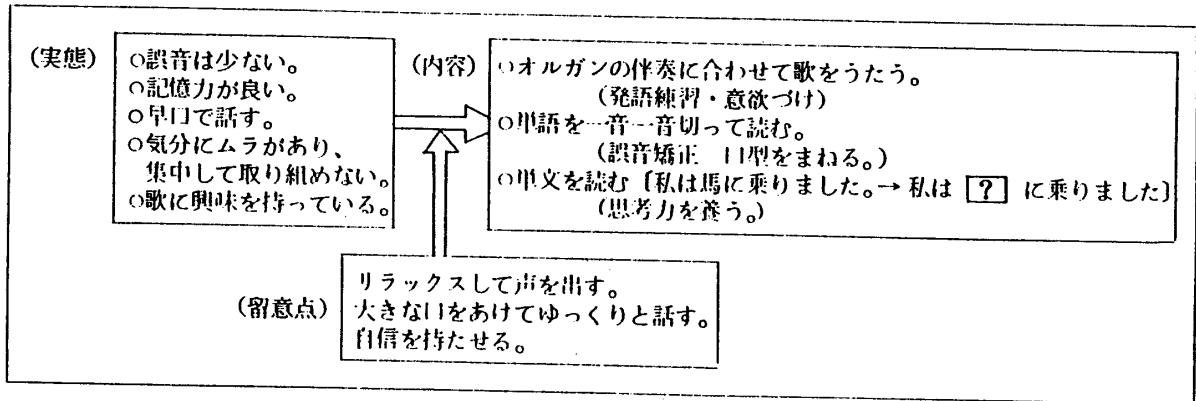 (実態)
○誤音は少ない。
○記憶力が良い。
○早口で話す。
○気分にムラがあり、
集中して取り組めない。
○歌に興味を持っている。
(内容)
○オルガンの伴奏に合わせて歌をうたう。
(発語練習・意欲づけ)
○単語を一音一音切って読む。
(誤音矯正 口型をまねる。)
○単文を読む〔私は馬に乗りました。→ 私は ? に乗りました〕
(思考力を養う。)
(留意点)
リラックスして声を出す。
大きな口をあけてゆっくりと話す。
自信を持たせる。